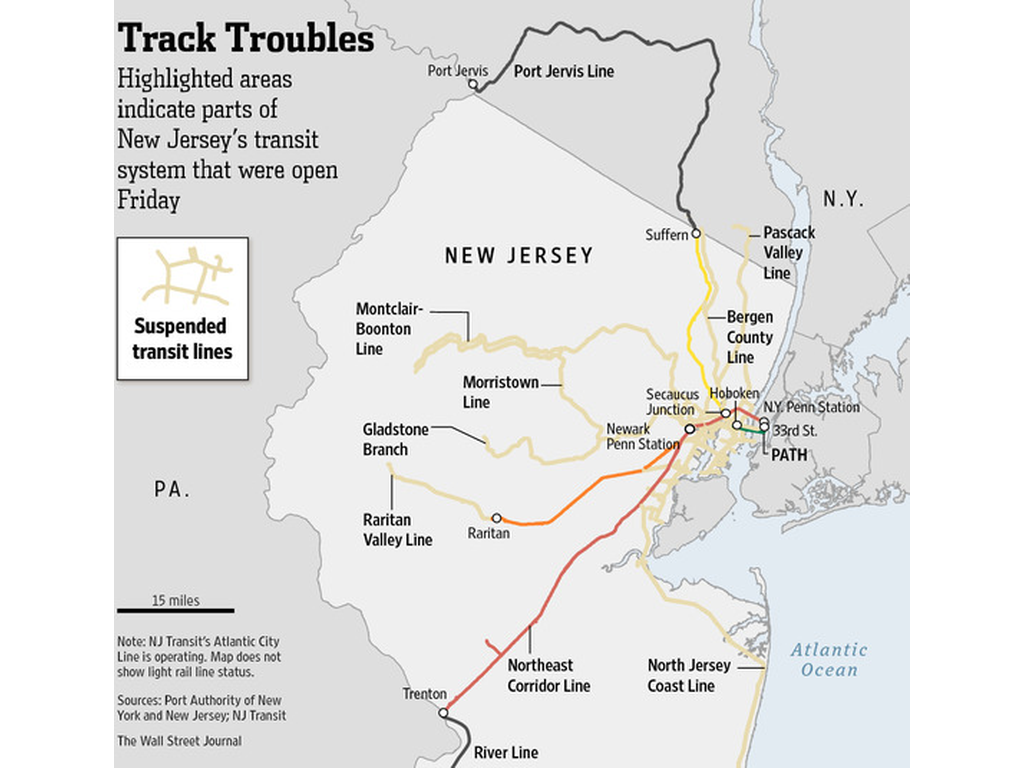 Track Troubles
Highlighted areas
indicate parts of
New Jersey's transit
system that were open
Friday
Suspended
transit lines
Port Jervis
Port Jervis Line
N.Y.
Suffern
Pascack
Valley
Line
NEW JERSEY
Montclair-
Boonton
Line
Bergen
County
Line
Morristown
Line
Secaucus
Junction
Hoboken
N.Y. Penn Station
Gladstone
Branch
Newark
Penn Station
33rd St.
PATH
PA.
Raritan
Valley Line
Raritan
15 miles
Note: NJ Transit's Atlantic City
Line is operating. Map does not
show light rail line status.
Sources: Port Authority of New
York and New Jersey; NJ Transit
The Wall Street Journal
Northeast
Corridor Line
North Jersey
Coast Line
Atlantic
Ocean
Trenton
River Line